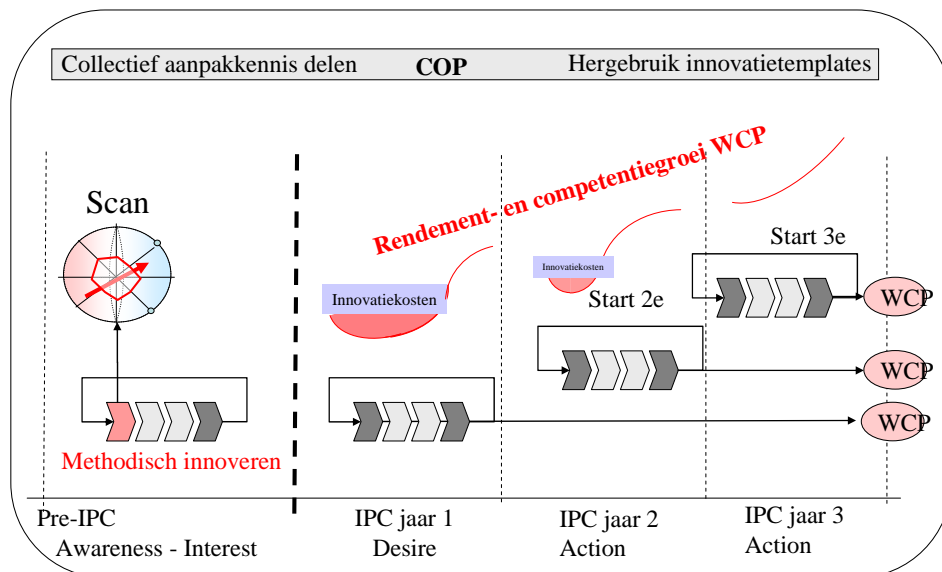 Collectief aanpakkennis delen COP Hergebruik innovatietemplates
Rendement- en competentiegroei WCP
Scan
Start 3e
Innovatiekosten
Innovatiekosten
Start 2e
WCP
WCP
WCP
Methodisch innoveren
Pre-IPC
Awareness - Interest
IPC jaar 1
Desire
IPC jaar 2
Action
IPC jaar 3
Action